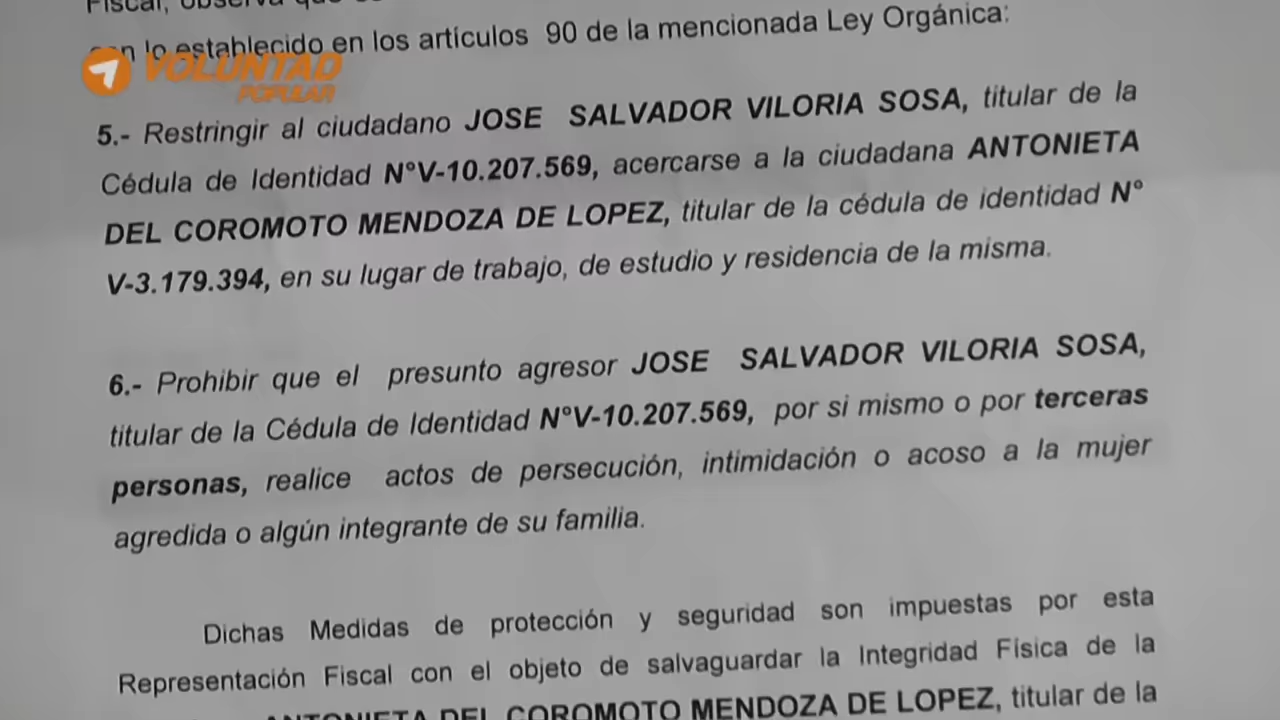 Fiscal, observa que
lo establecido en los artículos 90 de la mencionada Ley Orgánica:
VOLUNTAD
POPULAR
5.- Restringir al ciudadano JOSE SALVADOR VILORIA SOSA, titular de la
Cédula de Identidad N°V-10.207.569, acercarse a la ciudadana ANTONIETA
DEL COROMOTO MENDOZA DE LOPEZ, titular de la cédula de identidad N°
V-3.179.394, en su lugar de trabajo, de estudio y residencia de la misma.
6.- Prohibir que el presunto agresor JOSE SALVADOR VILORIA SOSA,
titular de la Cédula de Identidad N°V-10.207.569, por si mismo o por terceras
personas, realice actos de persecución, intimidación o acoso a la mujer
agredida o algún integrante de su familia.
Dichas Medidas de protección y seguridad son impuestas por esta
Representación Fiscal con el objeto de salvaguardar la Integridad Física de la
ANTONIETA DEL COROMOTO MENDOZA DE LOPEZ, titular de la